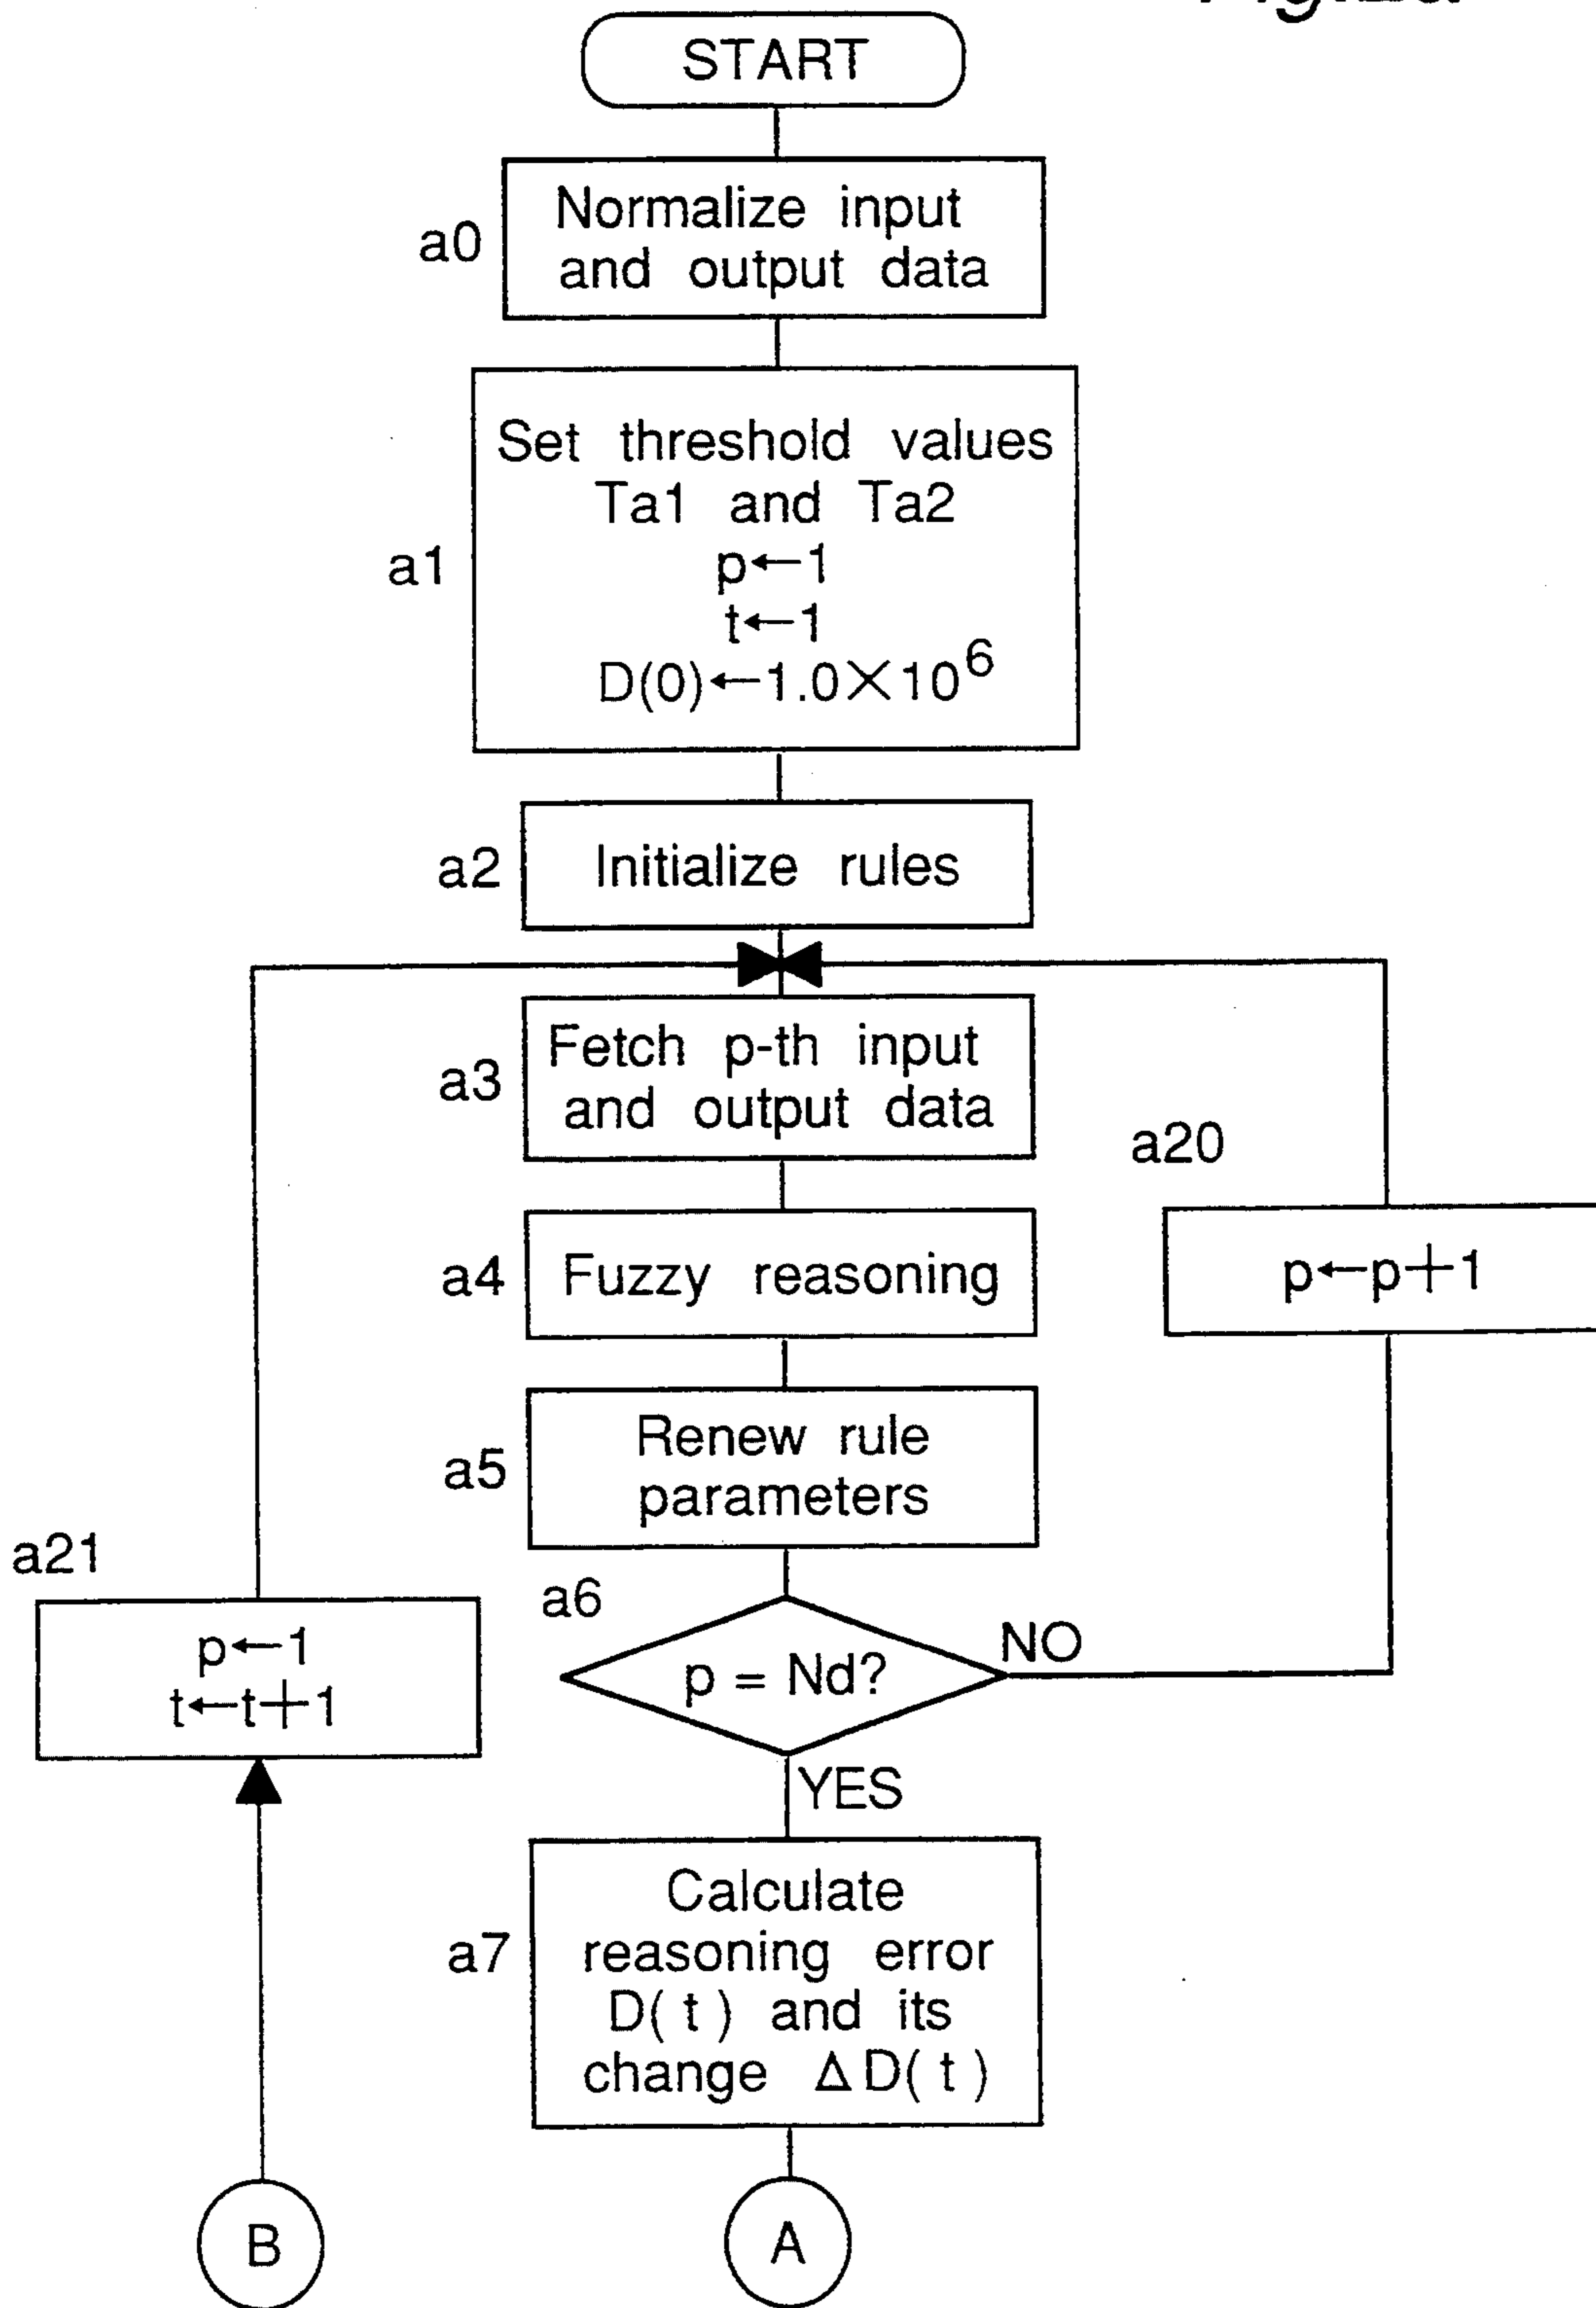 START
a0
Normalize input
and output data
a1
Set threshold values
Ta1 and Ta2
p←1
t←1
D(0)←1.0×10⁶
a2
Initialize rules
a3
Fetch p-th input
and output data
a20
p←p+1
a4
Fuzzy reasoning
a5
Renew rule
parameters
a21
p←1
t←t+1
a6
p = Nd?
NO
YES
a7
Calculate
reasoning error
D( t ) and its
change ΔD( t )
B
A